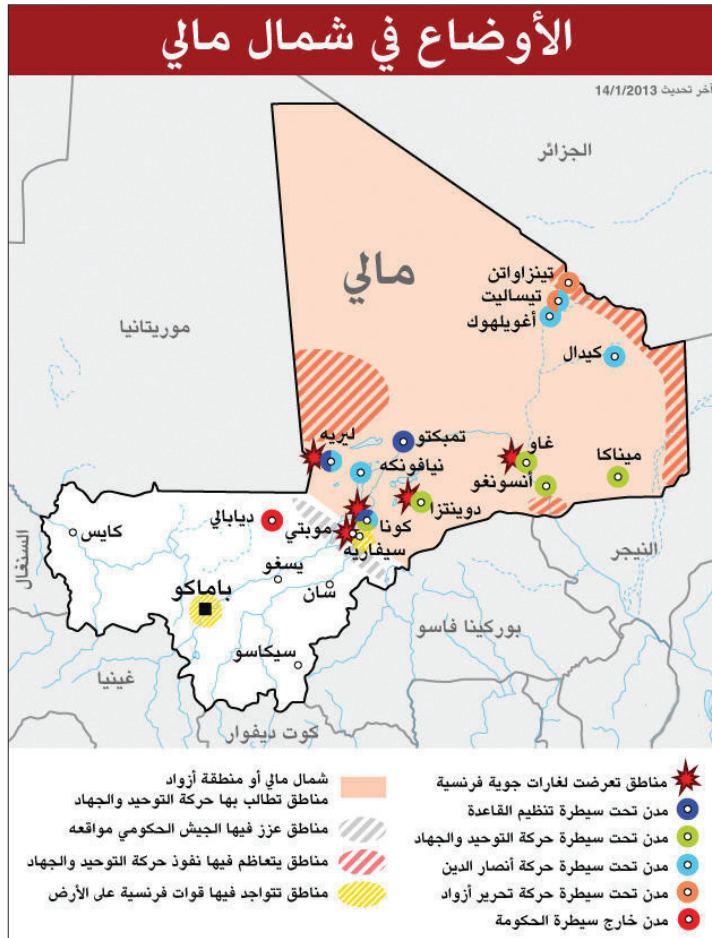 الأوضاع في شمال مالي
آخر تحديث 14/1/2013
الجزائر
مالي
موريتانيا
تينزاواتن
تيساليت
أغويلهوك
كيدال
ليريه
تمبكتو
نيافونكه
غاو
أنسونغو
ميناكا
دوينتزا
كونا
موبتي
سيفاريه
ديابالي
كايس
السنغال
النيجر
يسغو
شان
باماكو
بوركينا فاسو
سيكاسو
غينيا
كوت ديفوار
مناطق تعرضت لغارات جوية فرنسية
مدن تحت سيطرة تنظيم القاعدة
مدن تحت سيطرة حركة التوحيد والجهاد
مدن تحت سيطرة حركة أنصار الدين
مدن تحت سيطرة حركة تحرير أزواد
مدن خارج سيطرة الحكومة
شمال مالي أو منطقة أزواد
مناطق تطالب بها حركة التوحيد والجهاد
مناطق عزز فيها الجيش الحكومي مواقعه
مناطق يتعاظم فيها نفوذ حركة التوحيد والجهاد
مناطق تتواجد فيها قوات فرنسية على الأرض